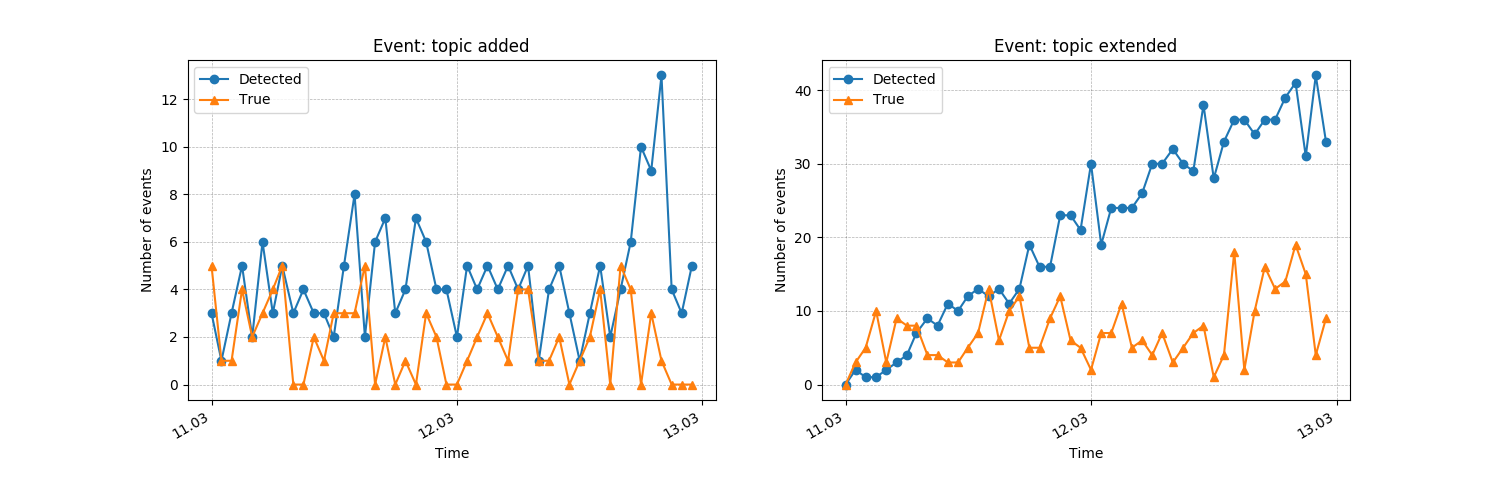 Event: topic added
Detected
True
12
10
8
6
4
2
0
Number of events
11.03
12.03
13.03
Time
Event: topic extended
Detected
True
40
30
20
10
0
Number of events
11.03
12.03
13.03
Time